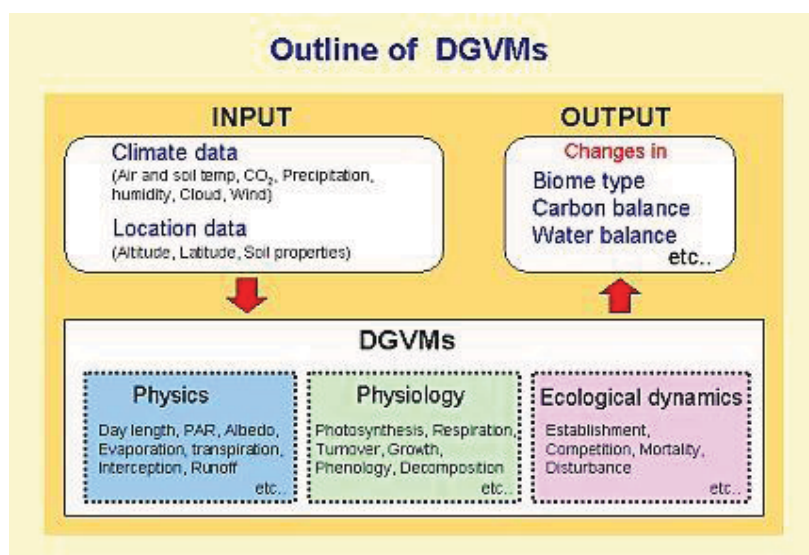 Outline of DGVMs
INPUT
Climate data
(Air and soil temp, CO₂, Precipitation,
humidity, Cloud, Wind)
Location data
(Altitude, Latitude, Soil properties)
OUTPUT
Changes in
Biome type
Carbon balance
Water balance
etc..
DGVMs
Physics
Day length, PAR, Albedo,
Evaporation, transpiration,
Interception, Runoff
etc..
Physiology
Photosynthesis, Respiration,
Turnover, Growth,
Phenology, Decomposition
etc..
Ecological dynamics
Establishment,
Competition, Mortality,
Disturbance
etc..